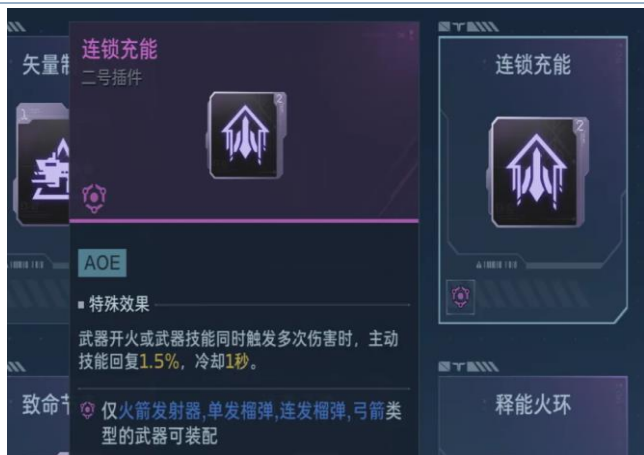 连锁充能
二号插件
2
AOE
特殊效果
武器开火或武器技能同时触发多次伤害时，主动
技能回复1.5%，冷却1秒。
仅火箭发射器,单发榴弹,连发榴弹,弓箭类
型的武器可装配
矢量
1
致命
连锁充能
2
释能火环